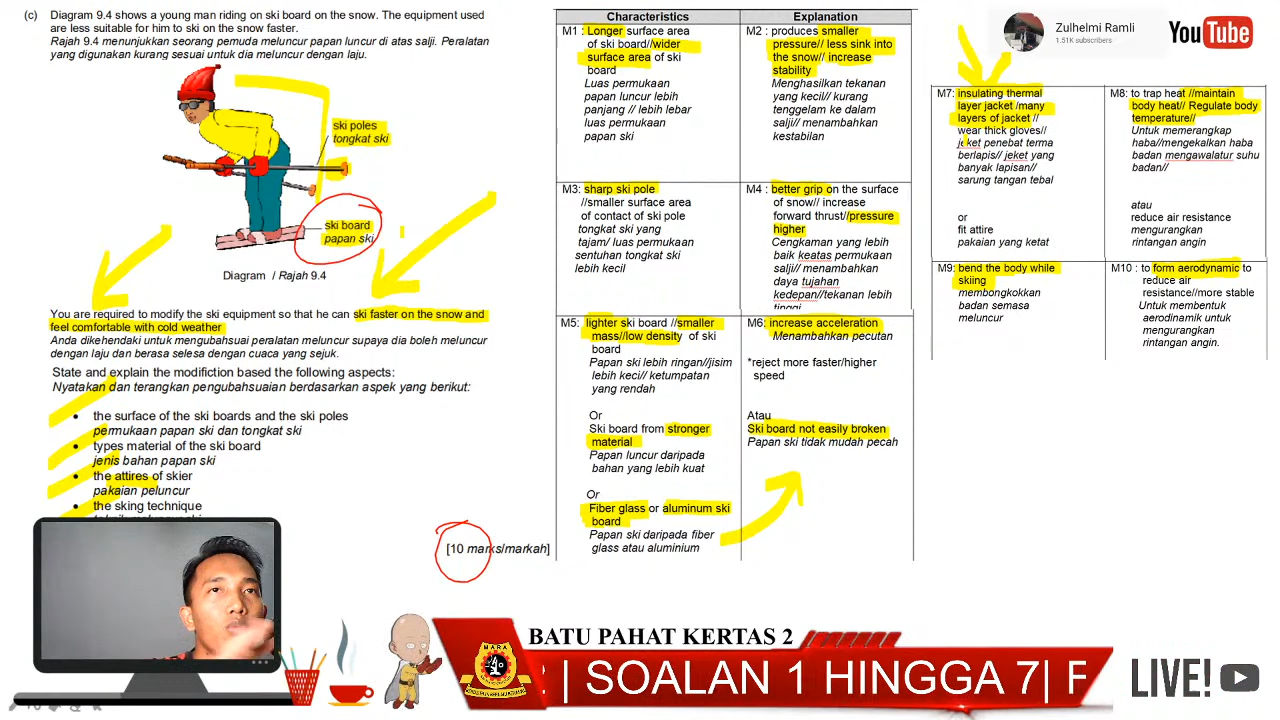 (c) Diagram 9.4 shows a young man riding on ski board on the snow. The equipment used
are less suitable for him to ski on the snow faster.
Rajah 9.4 menunjukkan seorang pemuda meluncur papan luncur di atas salji. Peralatan
yang digunakan kurang sesuai untuk dia meluncur dengan laju.
ski poles
tongkat ski
ski board
papan ski
Diagram / Rajah 9.4
You are required to modify the ski equipment so that he can ski faster on the snow and
feel comfortable with cold weather
Anda dikehendaki untuk mengubahsuai peralatan meluncur supaya dia boleh meluncur
dengan laju dan berasa selesa dengan cuaca yang sejuk.
State and explain the modifiction based the following aspects:
Nyatakan dan terangkan pengubahsuaian berdasarkan aspek yang berikut:
• the surface of the ski boards and the ski poles
permukaan papan ski dan tongkat ski
• types material of the ski board
jenis bahan papan ski
• the attires of skier
pakaian peluncur
• the sking technique
[10 marks/markah]
Characteristics
Explanation
M1 : Longer surface area
of ski board//wider
surface area of ski
board
Luas permukaan
papan luncur lebih
panjang // lebih lebar
luas permukaan
papan ski
M2 : produces smaller
pressure// less sink into
the snow// increase
stability
Menghasilkan tekanan
yang kecil// kurang
tenggelam ke dalam
salji// menambahkan
kestabilan
M3: sharp ski pole
//smaller surface area
of contact of ski pole
tongkat ski yang
tajam/ luas permukaan
sentuhan tongkat ski
lebih kecil
M4 : better grip on the surface
of snow// increase
forward thrust//pressure
higher
Cengkaman yang lebih
baik keatas permukaan
salji// menambahkan
daya tujahan
kedepan//tekanan lebih
tinggi
M5: lighter ski board //smaller
mass//low density of ski
board
Papan ski lebih ringan//jisim
lebih keci// ketumpatan
yang rendah
Or
Ski board from stronger
material
Papan luncur daripada
bahan yang lebih kuat
Or
Fiber glass or aluminum ski
board
Papan ski daripada fiber
glass atau aluminium
M6: increase acceleration
Menambahkan pecutan
*reject more faster/higher
speed
Atau
Ski board not easily broken
Papan ski tidak mudah pecah
Zulhelmi Ramli
1.51K subscribers
YouTube
M7: insulating thermal
layer jacket /many
layers of jacket //
wear thick gloves//
jeket penebat terma
berlapis// jeket yang
banyak lapisan//
sarung tangan tebal
or
fit attire
pakaian yang ketat
M8: to trap heat //maintain
body heat// Regulate body
temperature//
Untuk memerangkap
haba//mengekalkan haba
badan mengawalatur suhu
badan//
atau
reduce air resistance
mengurangkan
rintangan angin
M9: bend the body while
skiing
membongkokkan
badan semasa
meluncur
M10 : to form aerodynamic to
reduce air
resistance//more stable
Untuk membentuk
aerodinamik untuk
mengurangkan
rintangan angin.
BATU PAHAT KERTAS 2
MARA
| SOALAN 1 HINGGA 7| F
LIVE!